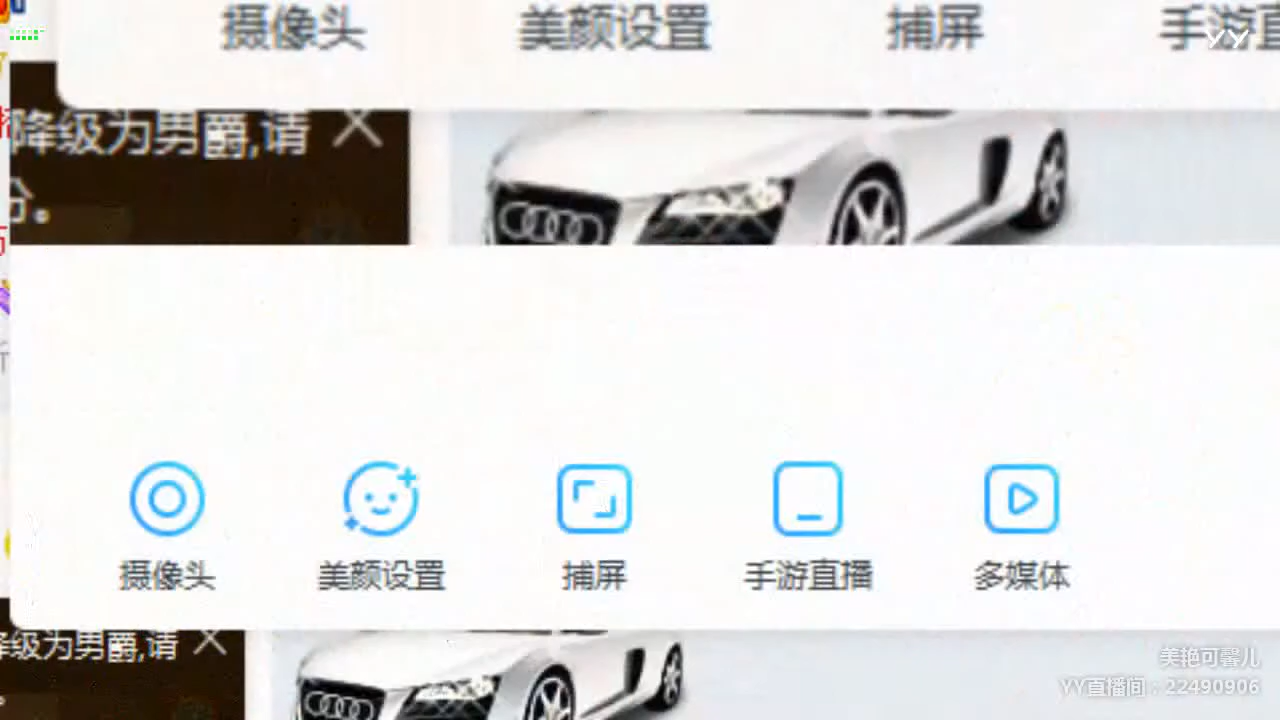 摄像头 美颜设置 捕屏 手游直
YY
降级为男爵,请
分。
摄像头 美颜设置 捕屏 手游直播 多媒体
降级为男爵,请
美艳可馨儿
YY直播间：22490906